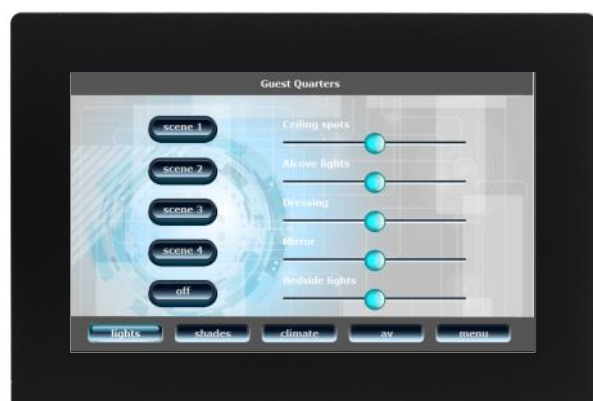 Guest Quarters
scene 1
Ceiling spots
scene 2
Alcove lights
scene 3
Dressing
scene 4
Mirror
off
Bedside lights
lights shades climate av menu